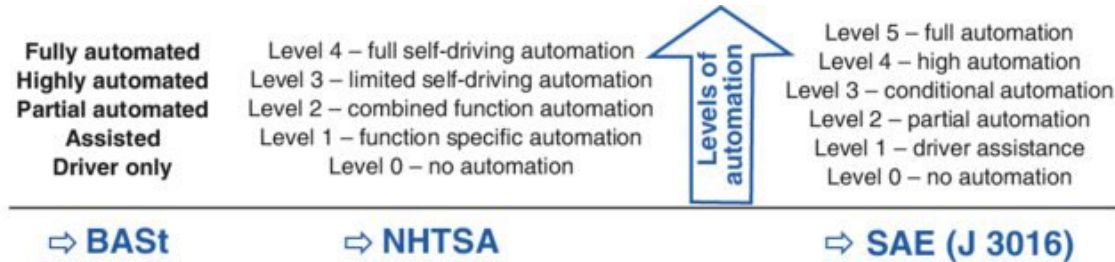 Fully automated
Highly automated
Partial automated
Assisted
Driver only
Level 4 – full self-driving automation
Level 3 – limited self-driving automation
Level 2 – combined function automation
Level 1 – function specific automation
Level 0 – no automation
Levels of
automation
Level 5 – full automation
Level 4 – high automation
Level 3 – conditional automation
Level 2 – partial automation
Level 1 – driver assistance
Level 0 – no automation
⇨ BASt
⇨ NHTSA
⇨ SAE (J 3016)